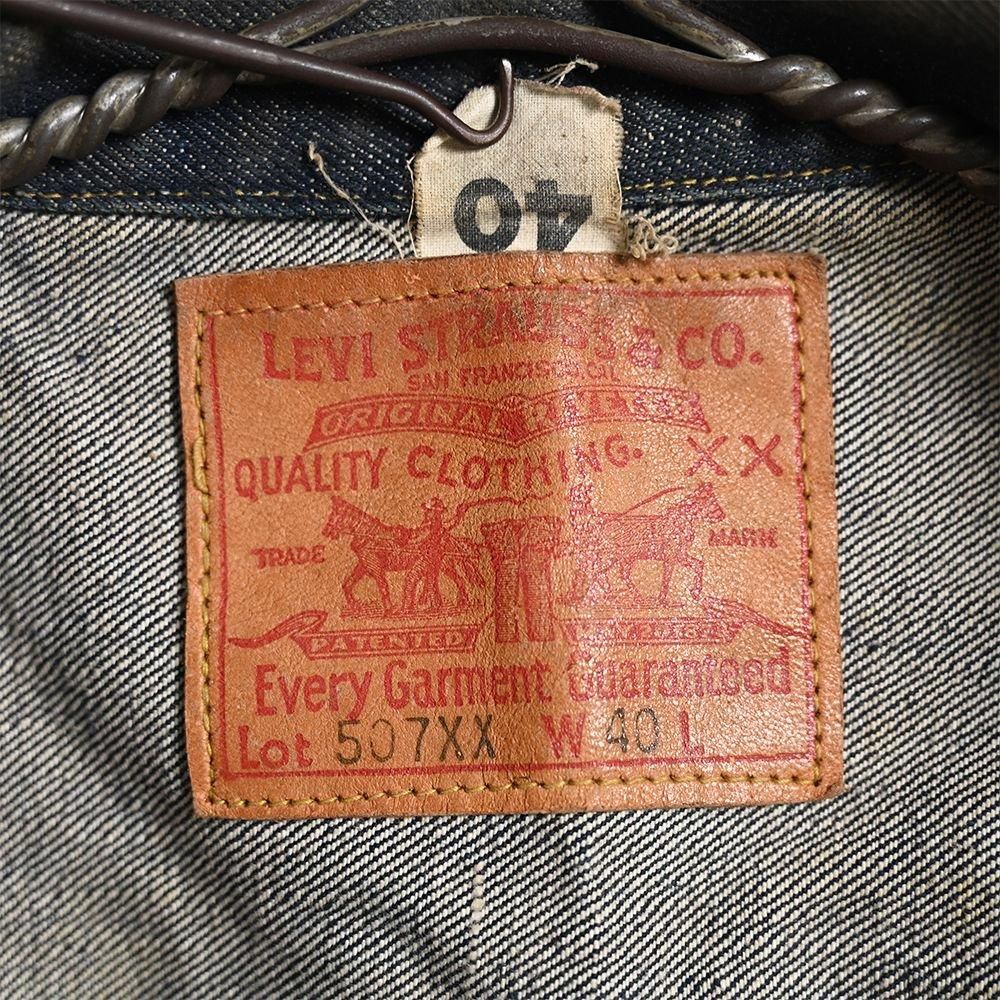 40
LEVI STRAUSS & CO.
SAN FRANCISCO, CAL.
ORIGINAL RIVETED
QUALITY CLOTHING. XX
TRADE MARK
PATENTED
Every Garment Guaranteed
Lot 507XX W 40 L